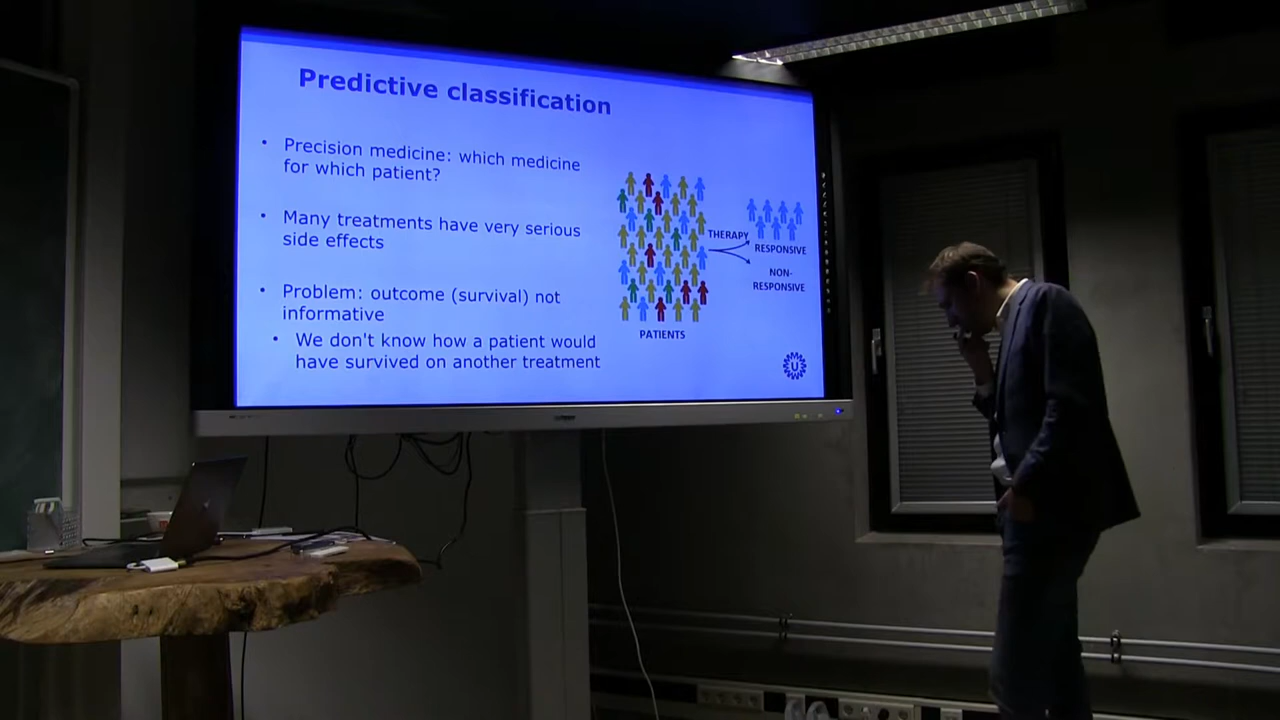 Predictive classification
• Precision medicine: which medicine
for which patient?
• Many treatments have very serious
side effects
• Problem: outcome (survival) not
informative
• We don't know how a patient would
have survived on another treatment
THERAPY
RESPONSIVE
NON-
RESPONSIVE
PATIENTS
U